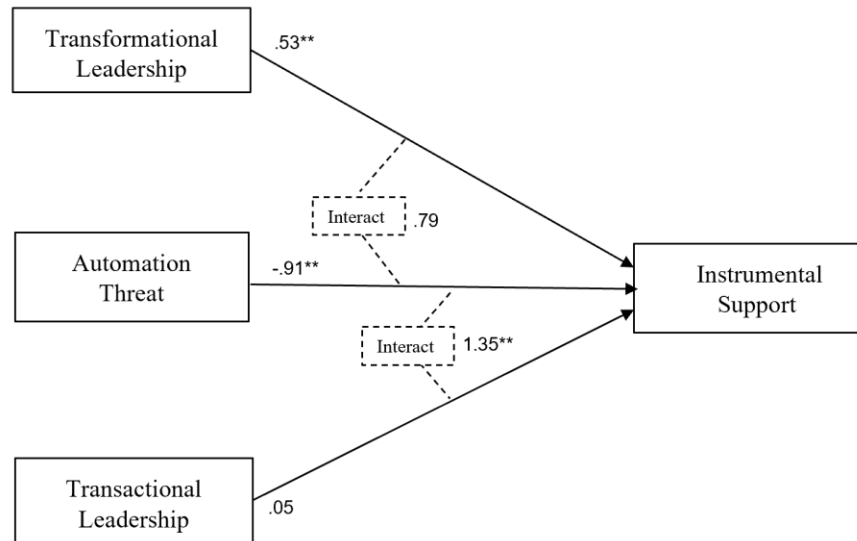 Transformational
Leadership
.53**
Interact
.79
Automation
Threat
-.91**
Instrumental
Support
Interact
1.35**
Transactional
Leadership
.05